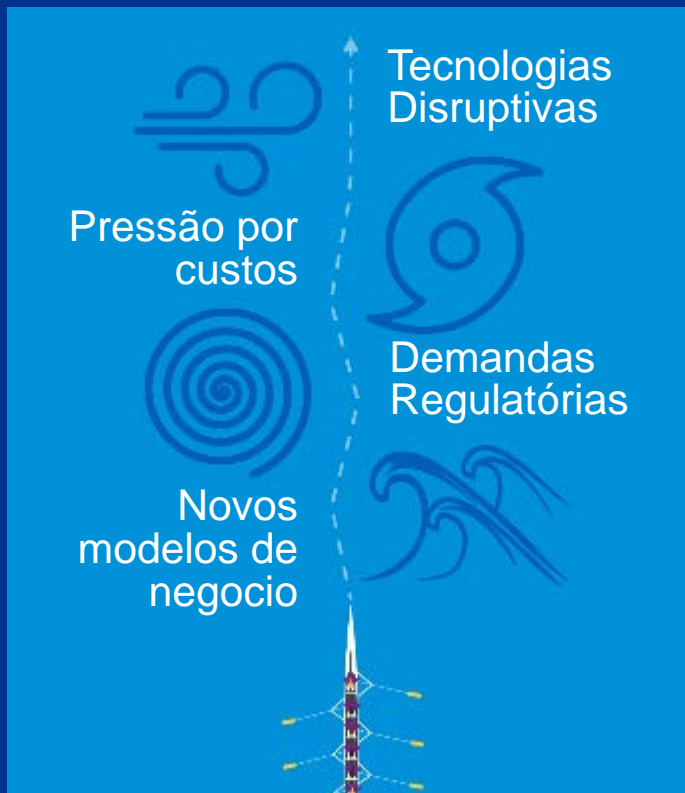 Tecnologias
Disruptivas
Pressão por
custos
Demandas
Regulatórias
Novos
modelos de
negocio